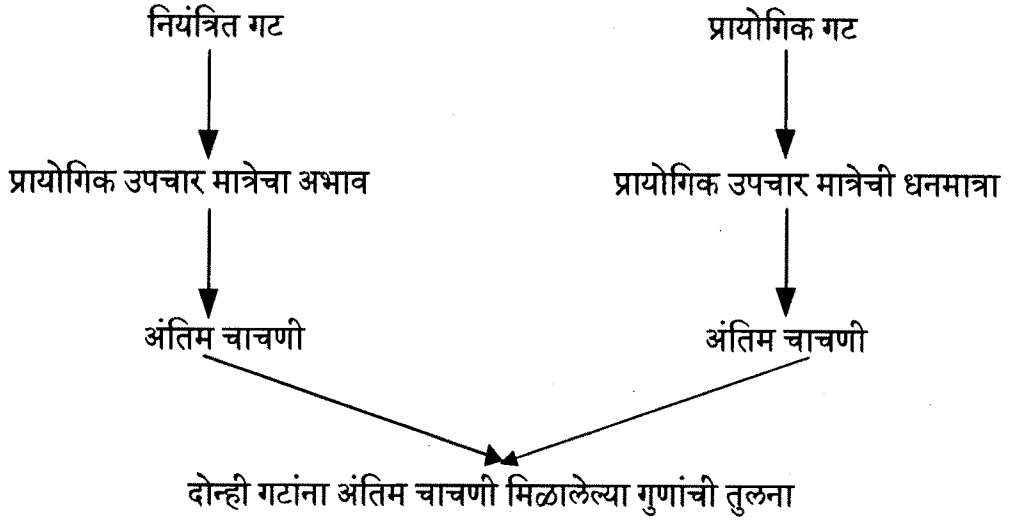 नियंत्रित गट
प्रायोगिक गट
प्रायोगिक उपचार मात्रेचा अभाव
प्रायोगिक उपचार मात्रेची धनमात्रा
अंतिम चाचणी
अंतिम चाचणी
दोन्ही गटांना अंतिम चाचणी मिळालेल्या गुणांची तुलना